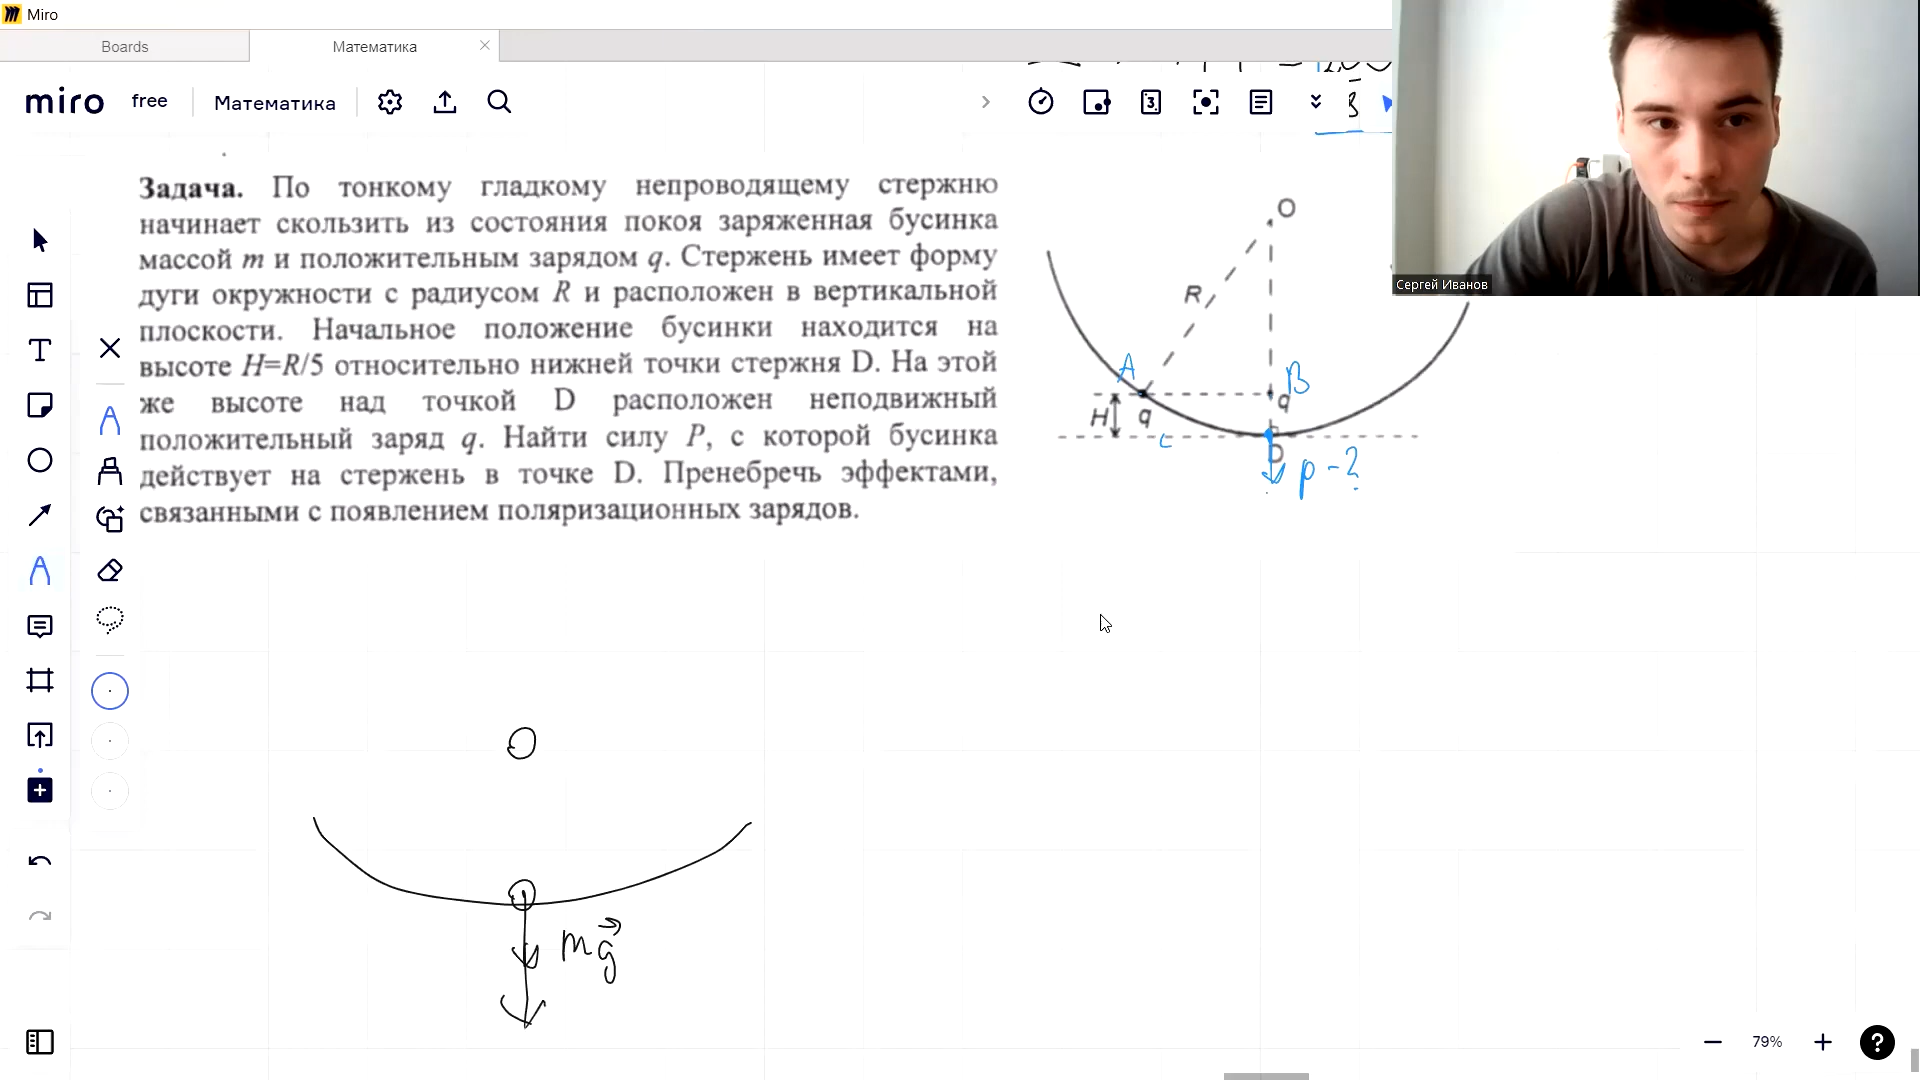 Miro
Boards
Математика
miro
free
Математика
3
Сергей Иванов
Задача. По тонкому гладкому непроводящему стержню
начинает скользить из состояния покоя заряженная бусинка
массой m и положительным зарядом q. Стержень имеет форму
дуги окружности с радиусом R и расположен в вертикальной
плоскости. Начальное положение бусинки находится на
высоте H=R/5 относительно нижней точки стержня D. На этой
же высоте над точкой D расположен неподвижный
положительный заряд q. Найти силу P, с которой бусинка
действует на стержень в точке D. Пренебречь эффектами,
связанными с появлением поляризационных зарядов.
O
R
A
B
q
H
q
c
D
p - ?
O
mg
79%